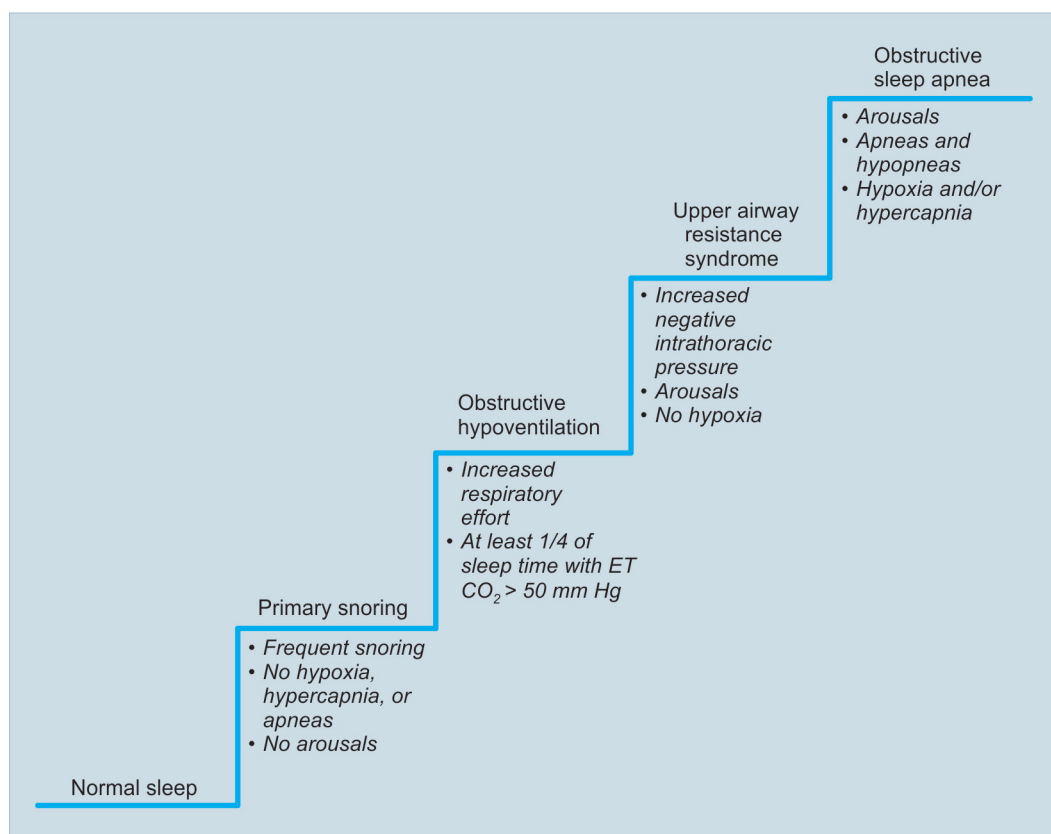 Obstructive
sleep apnea
• Arousals
• Apneas and
hypopneas
• Hypoxia and/or
hypercapnia
Upper airway
resistance
syndrome
• Increased
negative
intrathoracic
pressure
• Arousals
• No hypoxia
Obstructive
hypoventilation
• Increased
respiratory
effort
• At least 1/4 of
sleep time with ET
CO2 > 50 mm Hg
Primary snoring
• Frequent snoring
• No hypoxia,
hypercapnia, or
apneas
• No arousals
Normal sleep